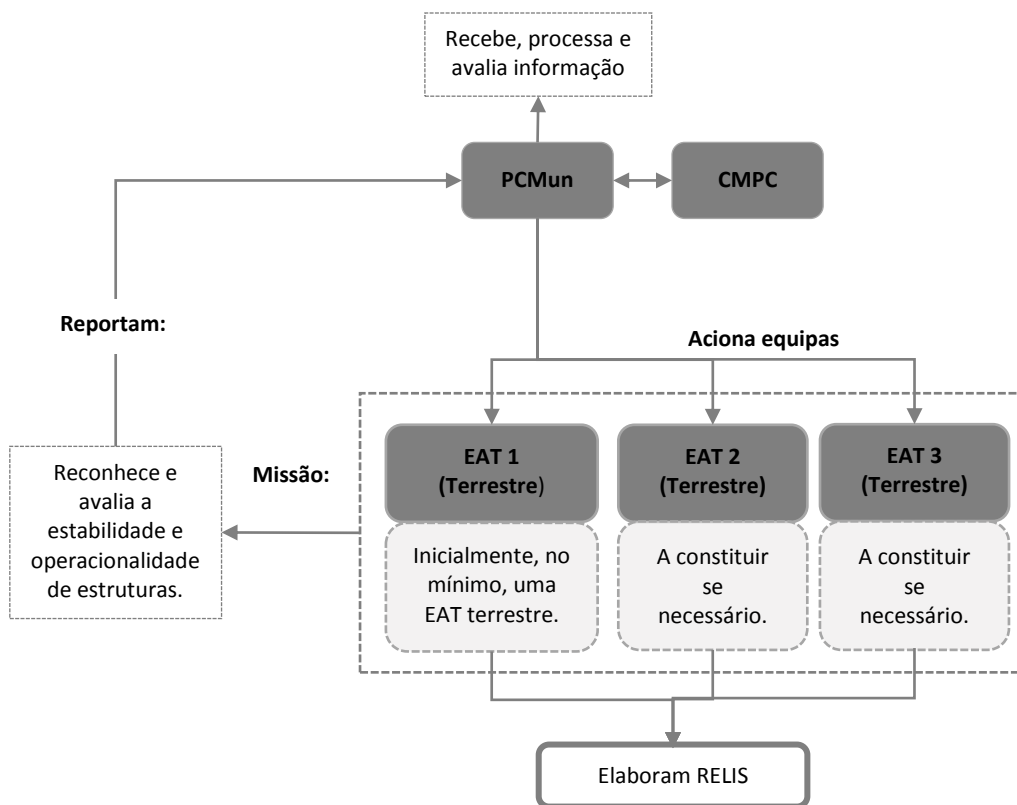 Recebe, processa e
avalia informação
PCMun
CMPC
Reportam:
Aciona equipas
Reconhece e
avalia a
estabilidade e
operacionalidade
de estruturas.
Missão:
EAT 1
(Terrestre)
EAT 2
(Terrestre)
EAT 3
(Terrestre)
Inicialmente, no
mínimo, uma
EAT terrestre.
A constituir
se
necessário.
A constituir
se
necessário.
Elaboram RELIS